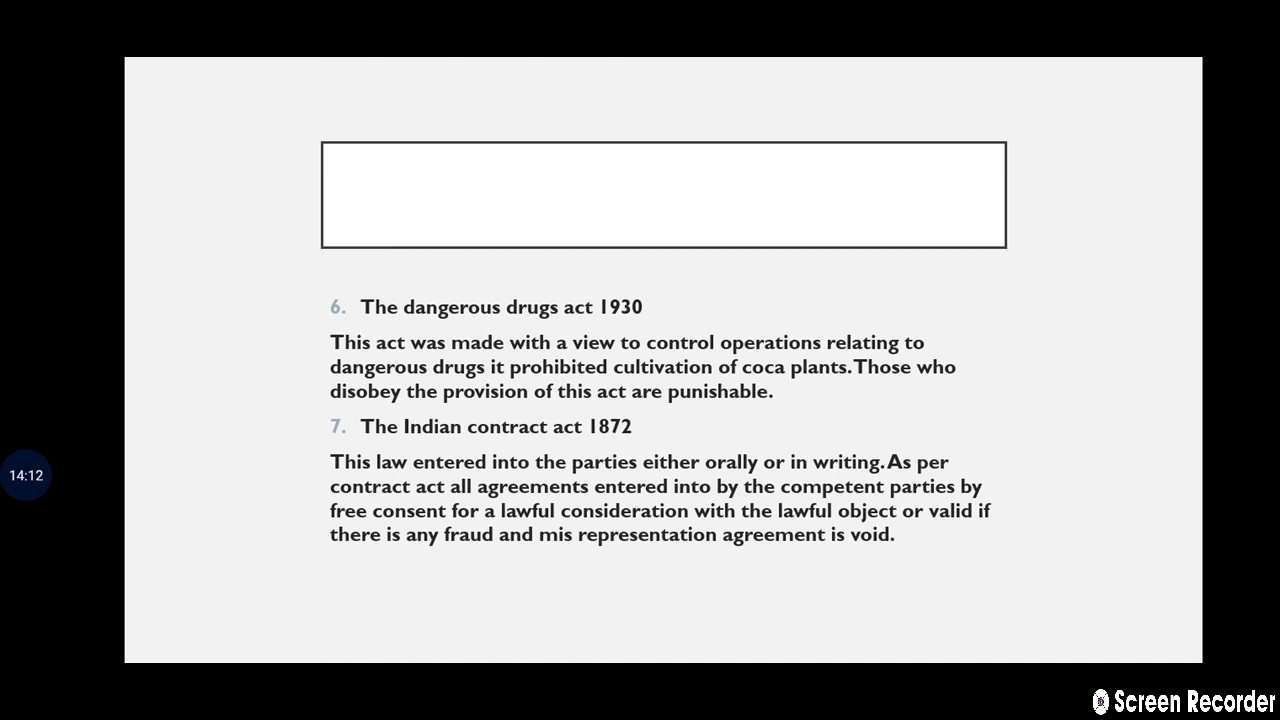 6. The dangerous drugs act 1930
This act was made with a view to control operations relating to
dangerous drugs it prohibited cultivation of coca plants. Those who
disobey the provision of this act are punishable.
7. The Indian contract act 1872
This law entered into the parties either orally or in writing. As per
contract act all agreements entered into by the competent parties by
free consent for a lawful consideration with the lawful object or valid if
there is any fraud and mis representation agreement is void.
14:12
Screen Recorder